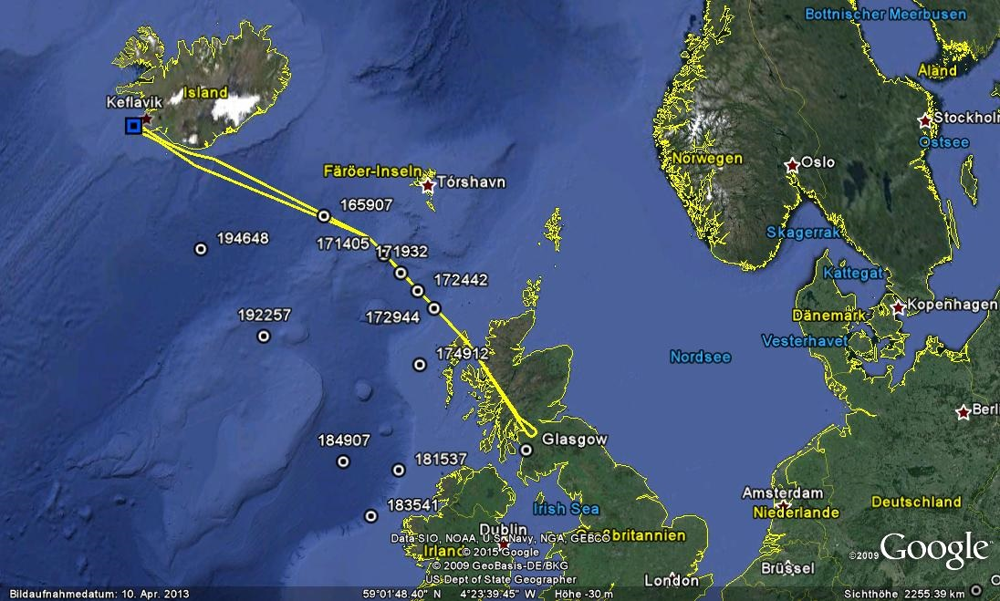 Bottnischer Meerbusen
Åland
Keflavik
Island
Stockholm
Ostsee
Norwegen
Oslo
Färöer-Inseln
Tórshavn
165907
Skagerrak
194648
171405
171932
Kattegat
172442
Kopenhagen
192257
172944
Dänemark
Vesterhavet
174912
Nordsee
Berl
Glasgow
184907
181537
Amsterdam
183541
Irish Sea
Niederlande
Deutschland
Dublin
Großbritannien
Data SIO, NOAA, U.S. Navy, NGA, GEBCO
Irland
© 2015 Google
© 2009 GeoBasis-DE/BKG
US Dept of State Geographer
©2009 Google
Brüssel
London
Bildaufnahmedatum: 10. Apr. 2013
59°01'48.40" N 4°23'39.45" W Höhe -30 m
Sichthöhe 2255.39 km